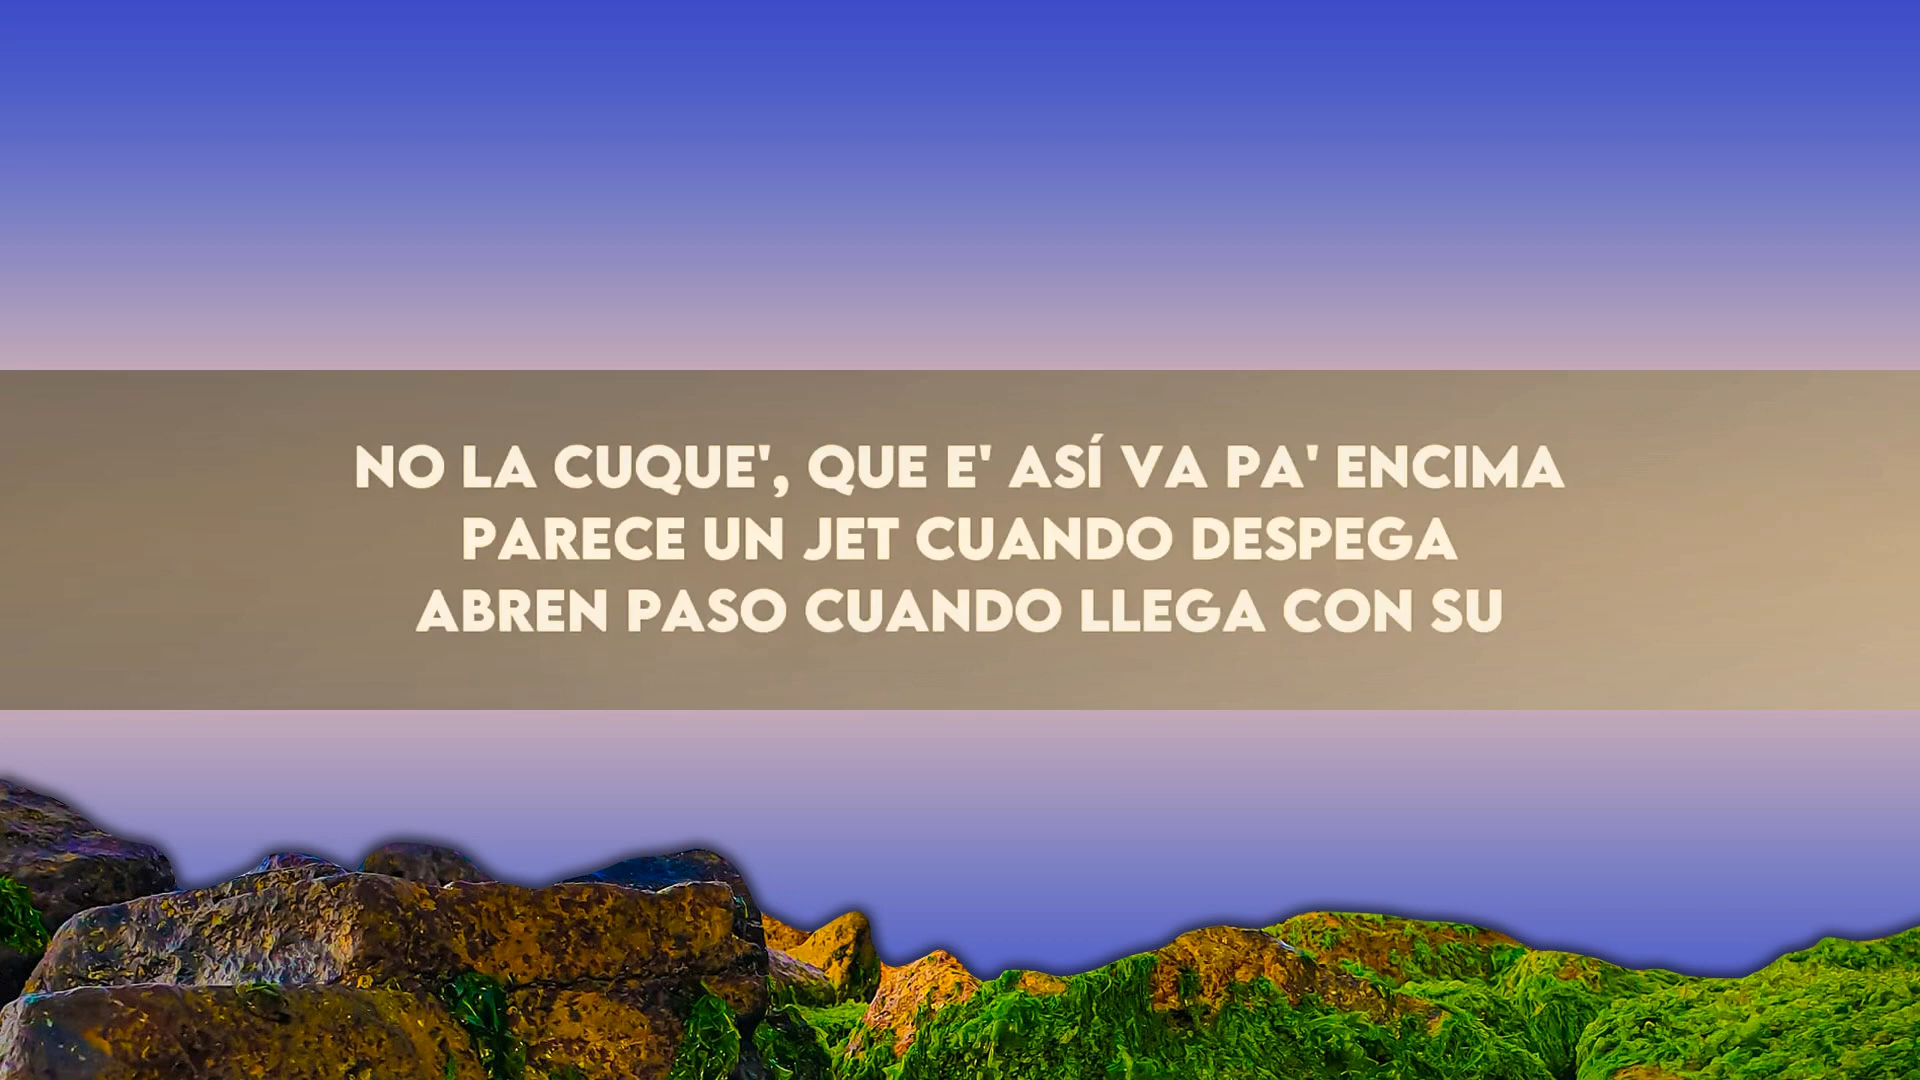 NO LA CUQUE', QUE E' ASÍ VA PA' ENCIMA
PARECE UN JET CUANDO DESPEGA
ABREN PASO CUANDO LLEGA CON SU